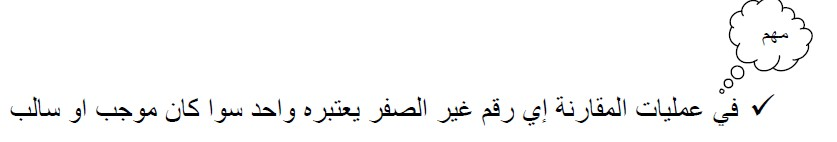 مهم
✓ في عمليات المقارنة إي رقم غير الصفر يعتبره واحد سوا كان موجب او سالب